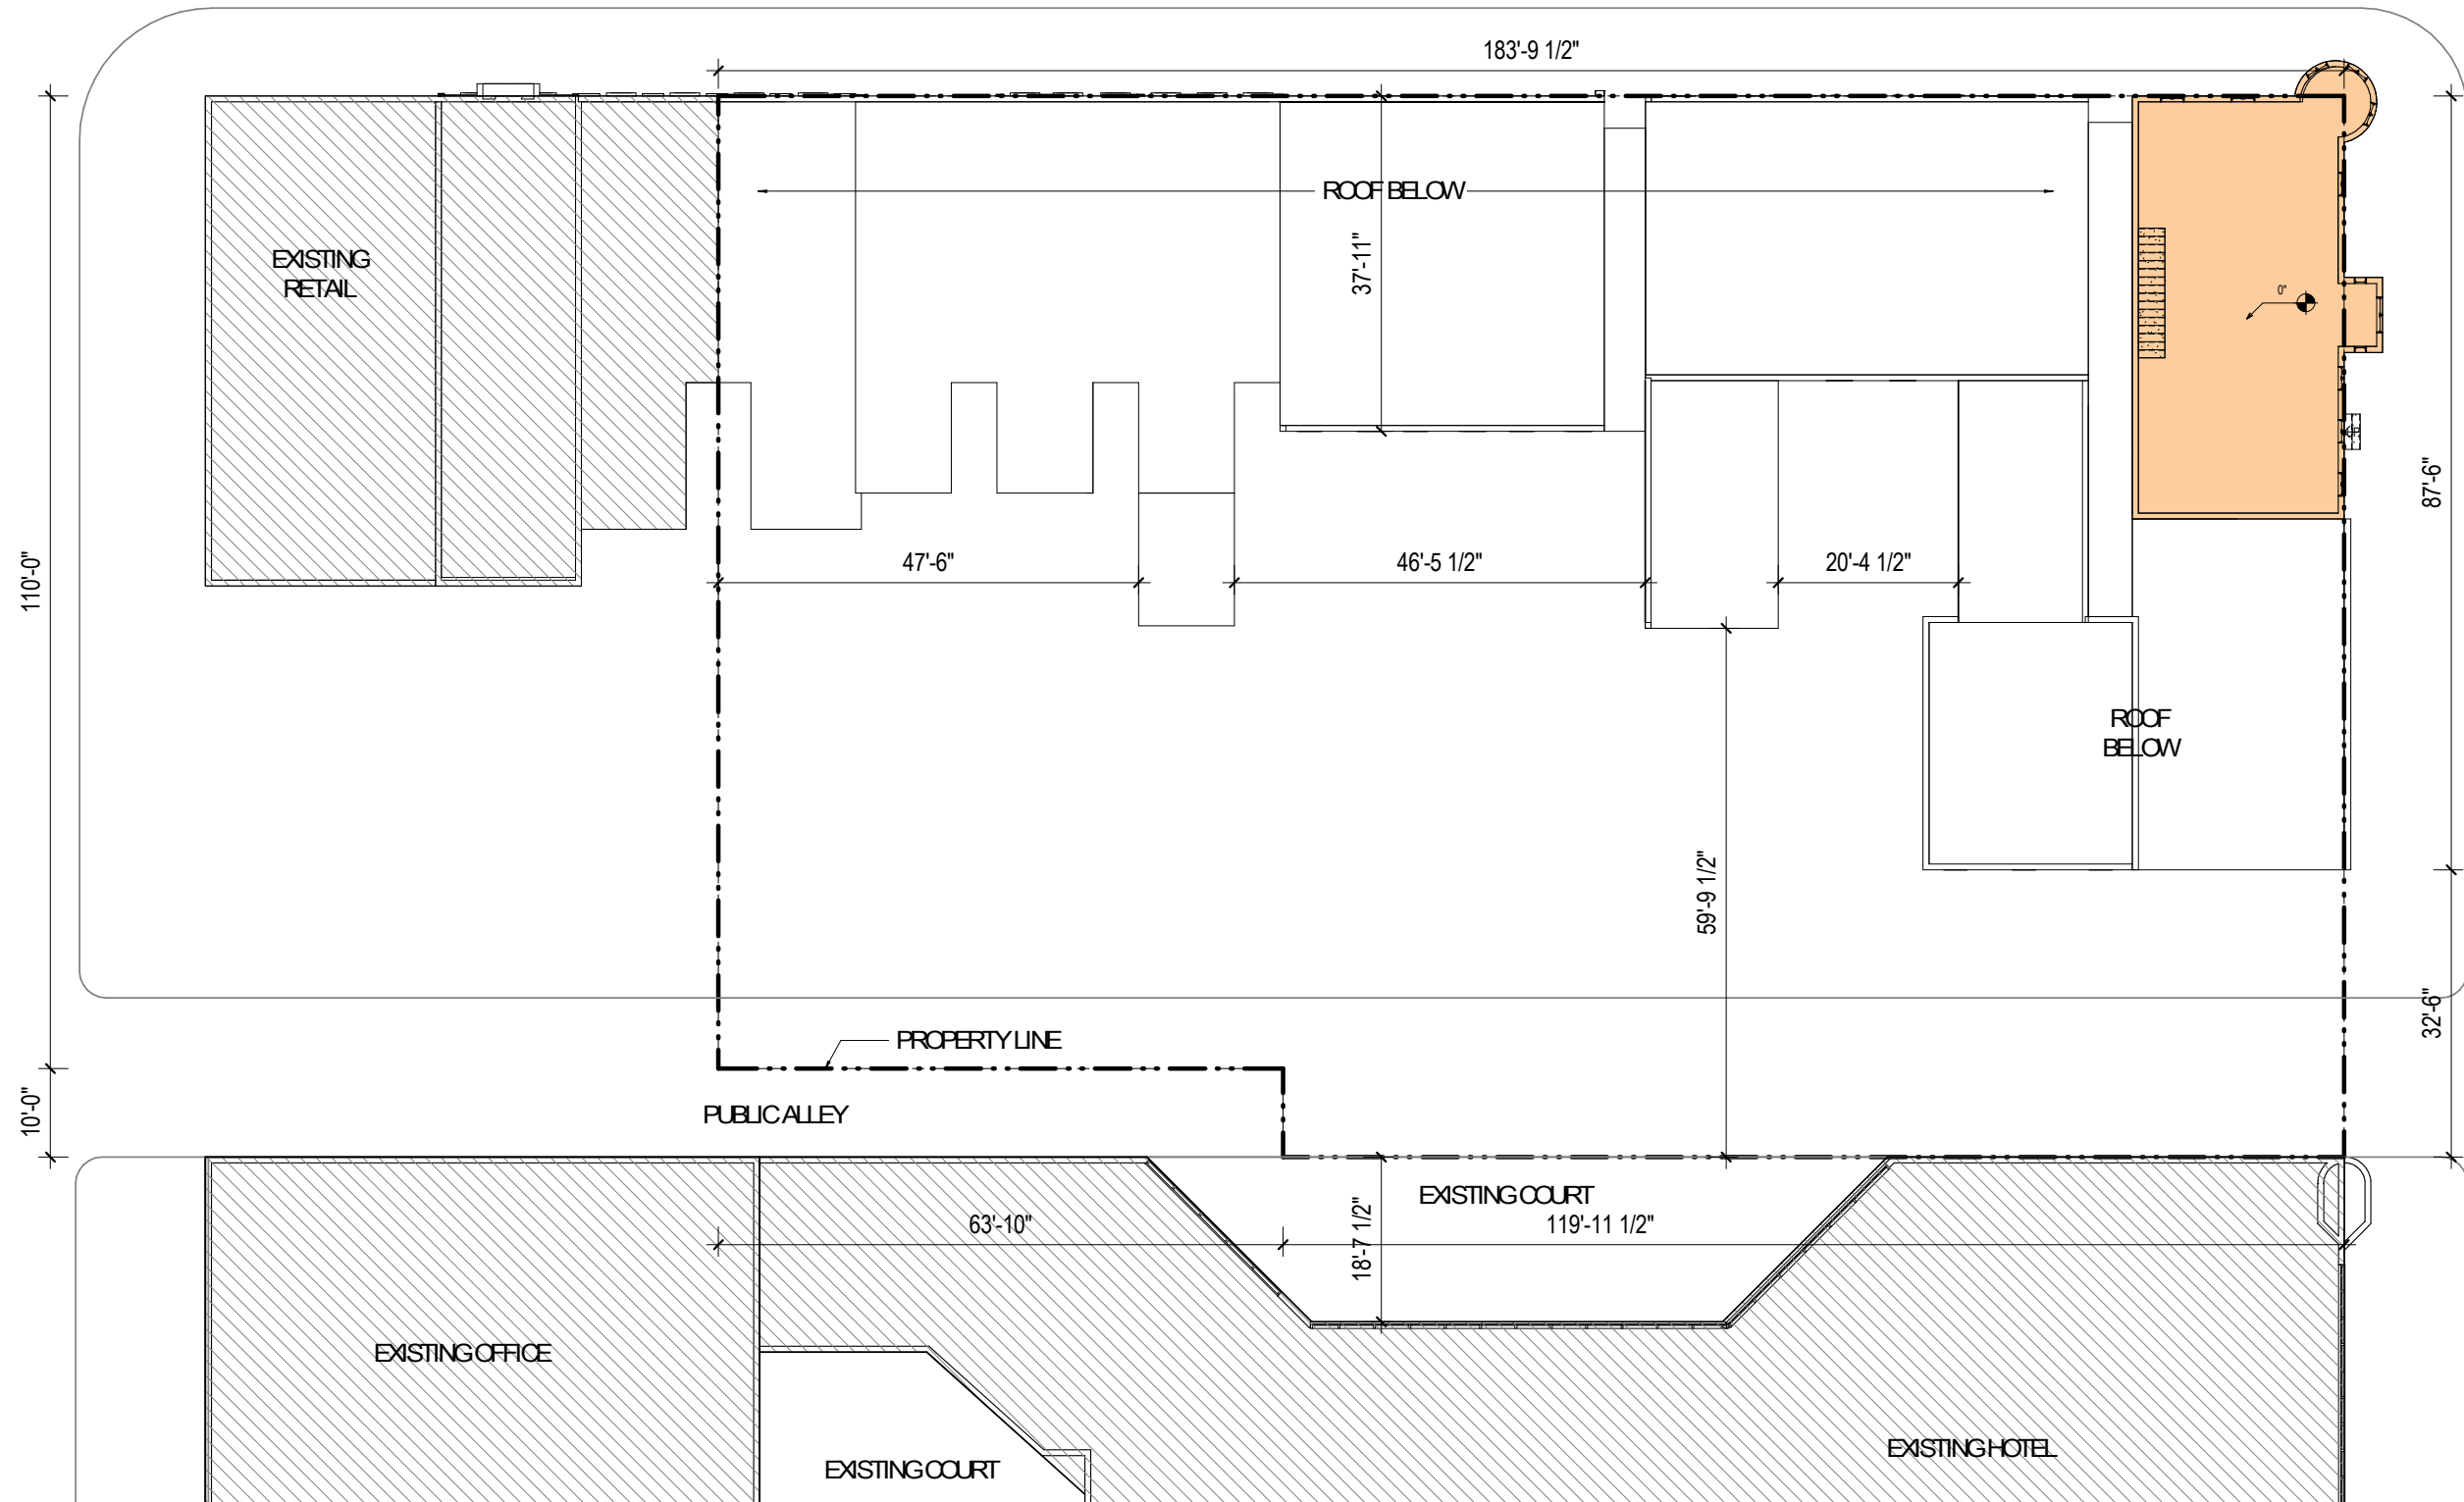 183'-9 1/2"
ROOF BELOW
EXISTING
RETAIL
37'-11"
0"
87'-6"
110'-0"
47'-6"
46'-5 1/2"
20'-4 1/2"
ROOF
BELOW
59'-9 1/2"
32'-6"
PROPERTY LINE
10'-0"
PUBLIC ALLEY
EXISTING COURT
63'-10"
18'-7 1/2"
119'-11 1/2"
EXISTING OFFICE
EXISTING COURT
EXISTING HOTEL